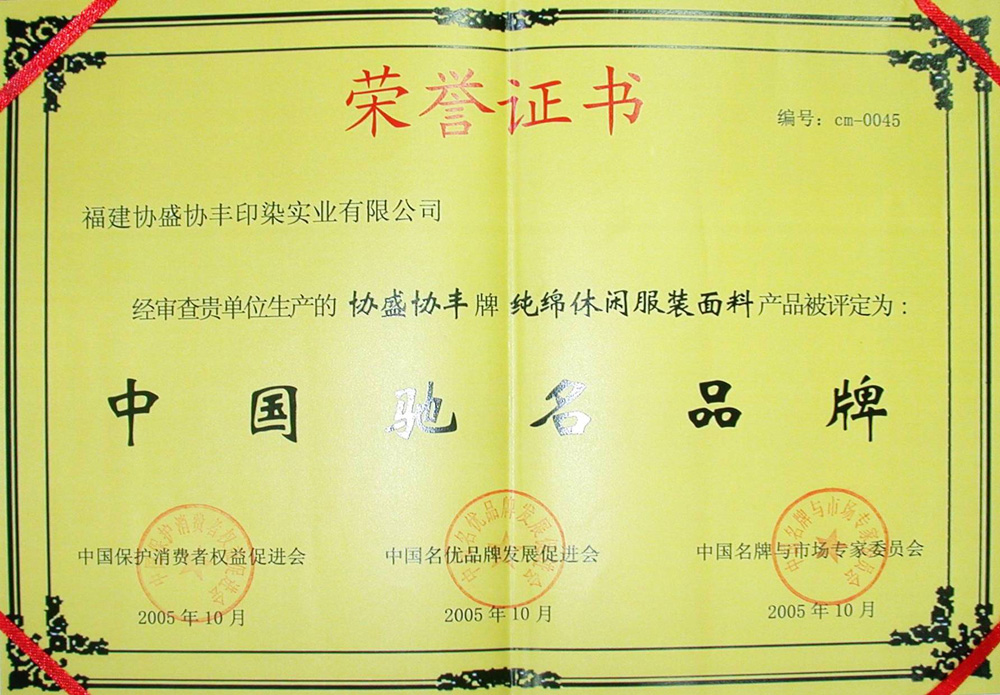 荣誉证书
编号：cm-0045
福建协盛协丰印染实业有限公司
经审查贵单位生产的 协盛协丰牌 纯绵休闲服装面料产品被评定为：
中国驰名品牌
中国保护消费者权益促进会 中国名优品牌发展促进会 中国名牌与市场专家委员会
2005年10月 2005年10月 2005年10月